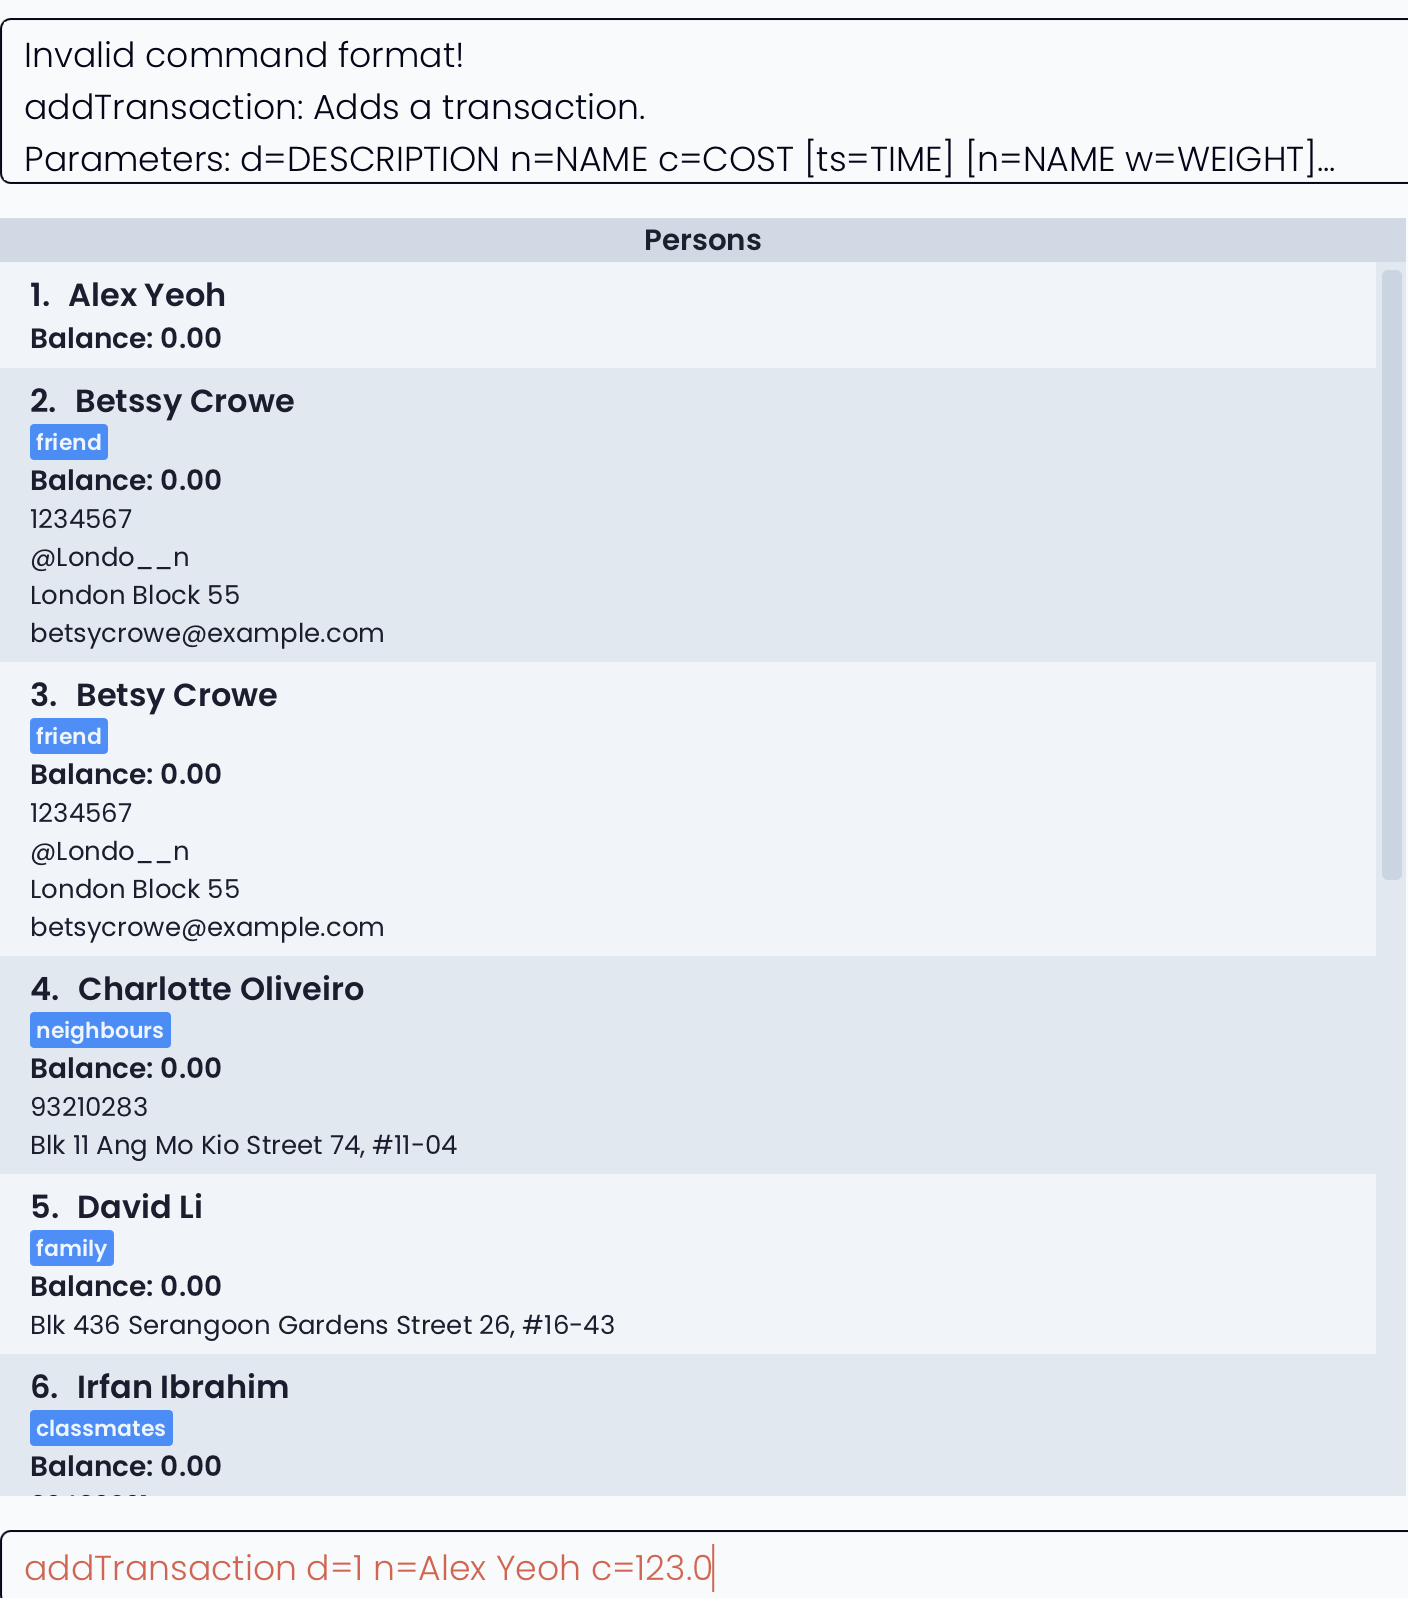 Invalid command format!
addTransaction: Adds a transaction.
Parameters: d=DESCRIPTION n=NAME c=COST [ts=TIME] [n=NAME w=WEIGHT]...
Persons
1. Alex Yeoh
Balance: 0.00
2. Betssy Crowe
friend
Balance: 0.00
1234567
@Londo__n
London Block 55
betsycrowe@example.com
3. Betsy Crowe
friend
Balance: 0.00
1234567
@Londo__n
London Block 55
betsycrowe@example.com
4. Charlotte Oliveiro
neighbours
Balance: 0.00
93210283
Blk 11 Ang Mo Kio Street 74, #11-04
5. David Li
family
Balance: 0.00
Blk 436 Serangoon Gardens Street 26, #16-43
6. Irfan Ibrahim
classmates
Balance: 0.00
addTransaction d=1 n=Alex Yeoh c=123.0